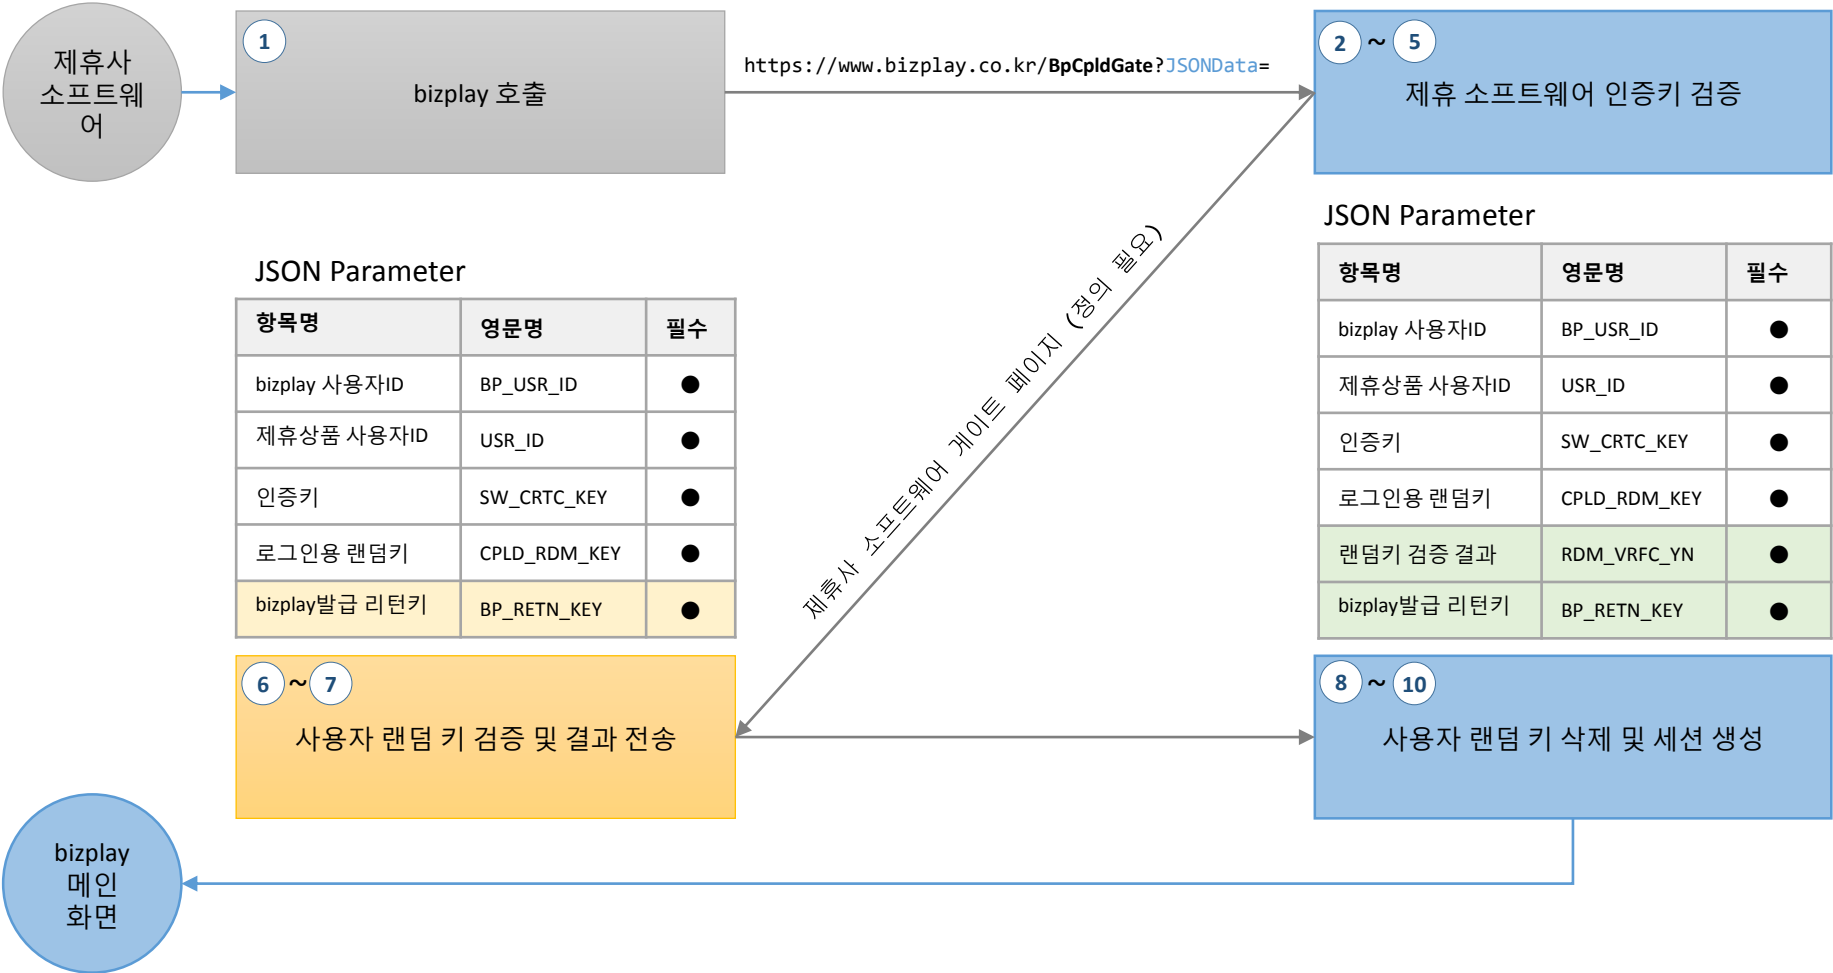 제휴사
소프트웨
어
1
bizplay 호출
https://www.bizplay.co.kr/BpCpldGate?JSONData=
2 ~ 5
제휴 소프트웨어 인증키 검증
제휴사 소프트웨어 게이트 페이지 (정의 필요)
JSON Parameter
항목명 영문명 필수
bizplay 사용자ID BP_USR_ID ●
제휴상품 사용자ID USR_ID ●
인증키 SW_CRTC_KEY ●
로그인용 랜덤키 CPLD_RDM_KEY ●
bizplay발급 리턴키 BP_RETN_KEY ●
JSON Parameter
항목명 영문명 필수
bizplay 사용자ID BP_USR_ID ●
제휴상품 사용자ID USR_ID ●
인증키 SW_CRTC_KEY ●
로그인용 랜덤키 CPLD_RDM_KEY ●
랜덤키 검증 결과 RDM_VRFC_YN ●
bizplay발급 리턴키 BP_RETN_KEY ●
6 ~ 7
사용자 랜덤 키 검증 및 결과 전송
8 ~ 10
사용자 랜덤 키 삭제 및 세션 생성
bizplay
메인
화면